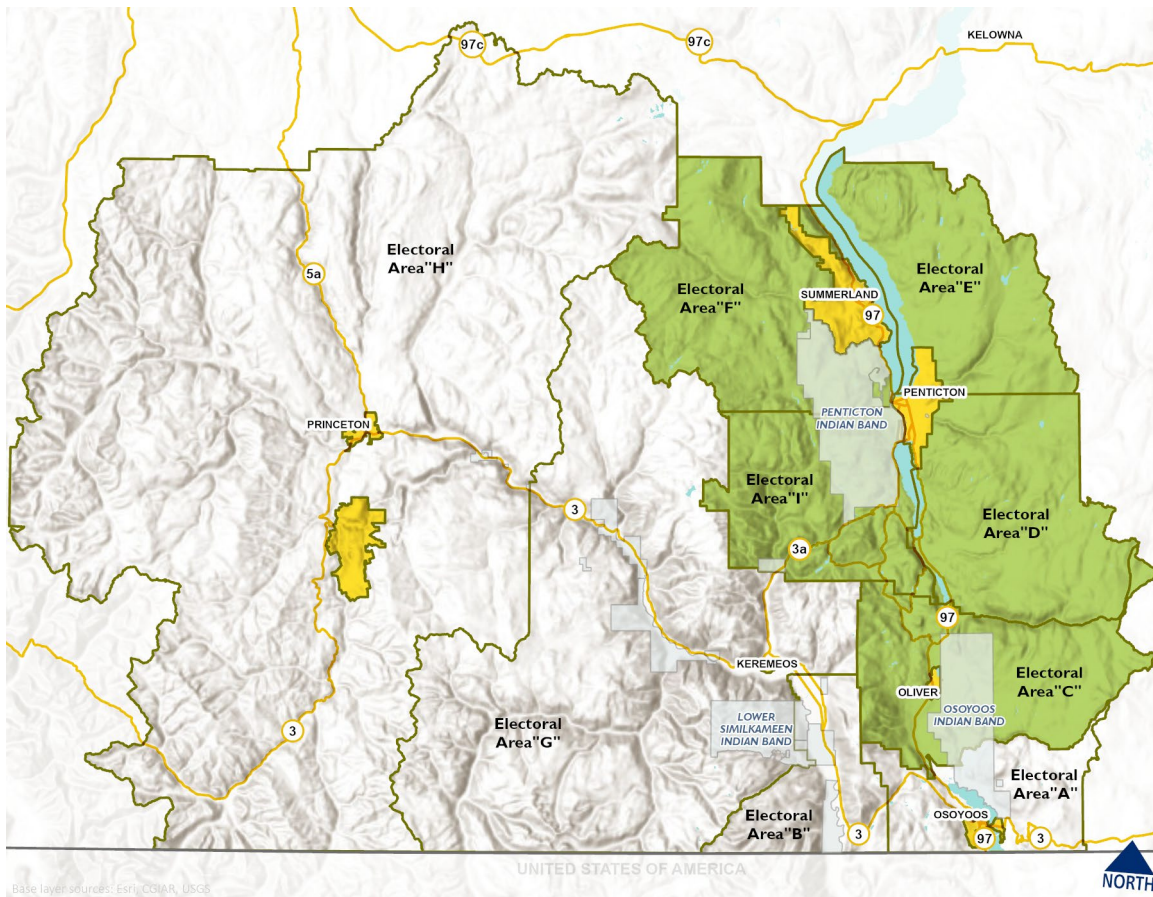 97c
97c
KELOWNA
Electoral
Area"H"
5a
Electoral
Area"F"
SUMMERLAND
97
Electoral
Area"E"
PENTICTON
PENTICTON
INDIAN BAND
PRINCETON
Electoral
Area"I"
3
3a
Electoral
Area"D"
97
KEREMEOS
Electoral
Area"C"
OLIVER
OSOYOOS
INDIAN BAND
LOWER
SIMILKAMEEN
INDIAN BAND
Electoral
Area"G"
3
Electoral
Area"A"
OSOYOOS
Electoral
Area"B"
3
97
3
UNITED STATES OF AMERICA
NORTH
Base layer sources: Esri, CGIAR, USGS